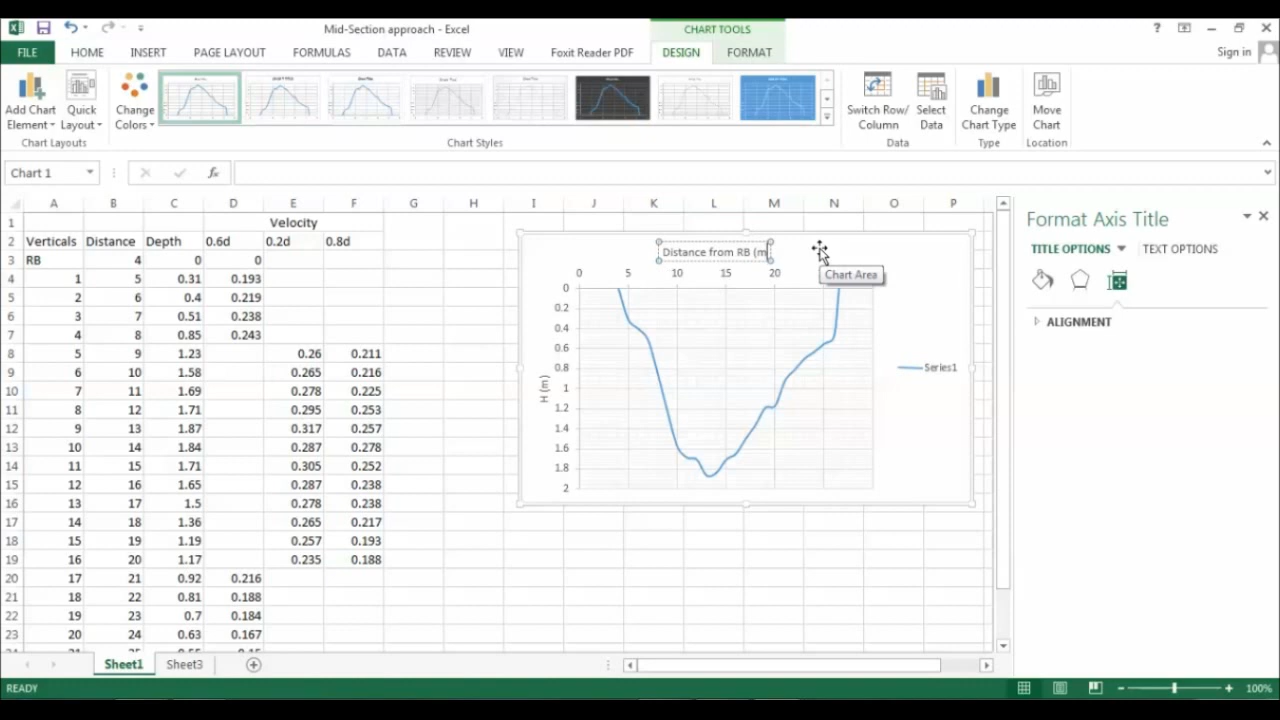 Mid-Section approach - Excel
CHART TOOLS
?
Sign in
FILE HOME INSERT PAGE LAYOUT FORMULAS DATA REVIEW VIEW Foxit Reader PDF DESIGN FORMAT
Add Chart Element
Quick Layout
Change Colors
Switch Row/ Column
Select Data
Change Chart Type
Move Chart
Chart Layouts Chart Styles Data Type Location
Chart 1
fx
A B C D E F G H I J K L M N O P
1 Velocity
2 Verticals Distance Depth 0.6d 0.2d 0.8d
3 RB 4 0 0
4 1 5 0.31 0.193
5 2 6 0.4 0.219
6 3 7 0.51 0.238
7 4 8 0.85 0.243
8 5 9 1.23 0.26 0.211
9 6 10 1.58 0.265 0.216
10 7 11 1.69 0.278 0.225
11 8 12 1.71 0.295 0.253
12 9 13 1.87 0.317 0.257
13 10 14 1.84 0.287 0.278
14 11 15 1.71 0.305 0.252
15 12 16 1.65 0.287 0.238
16 13 17 1.5 0.278 0.238
17 14 18 1.36 0.265 0.217
18 15 19 1.19 0.257 0.193
19 16 20 1.17 0.235 0.188
20 17 21 0.92 0.216
21 18 22 0.81 0.188
22 19 23 0.7 0.184
23 20 24 0.63 0.167
Distance from RB (m
Chart Area
0 5 10 15 20
0
0.2
0.4
0.6
0.8
1
1.2
1.4
1.6
1.8
2
H (m)
Series1
Format Axis Title
TITLE OPTIONS TEXT OPTIONS
ALIGNMENT
Sheet1 Sheet3
READY
100%